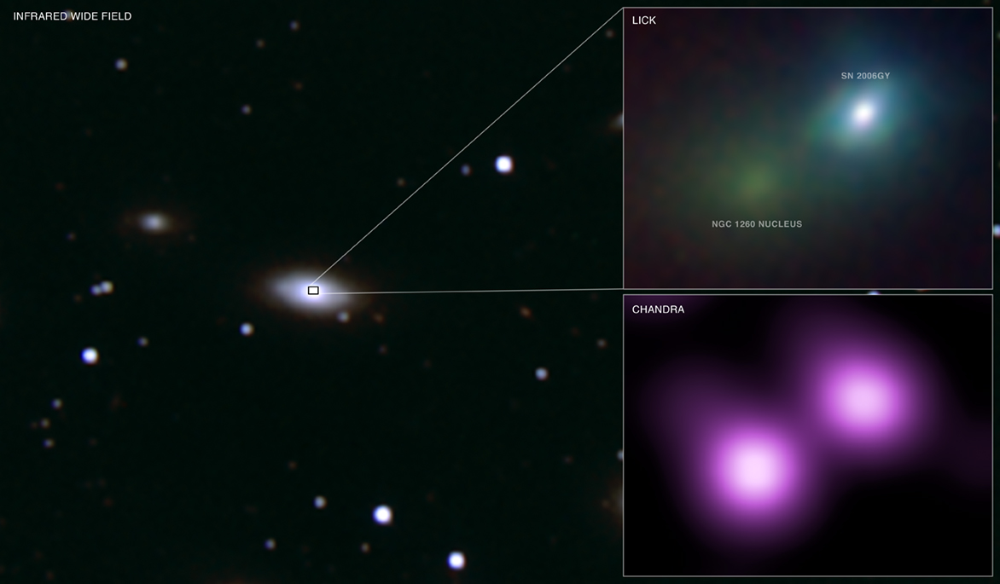 INFRARED WIDE FIELD
LICK
SN 2006GY
NGC 1260 NUCLEUS
CHANDRA